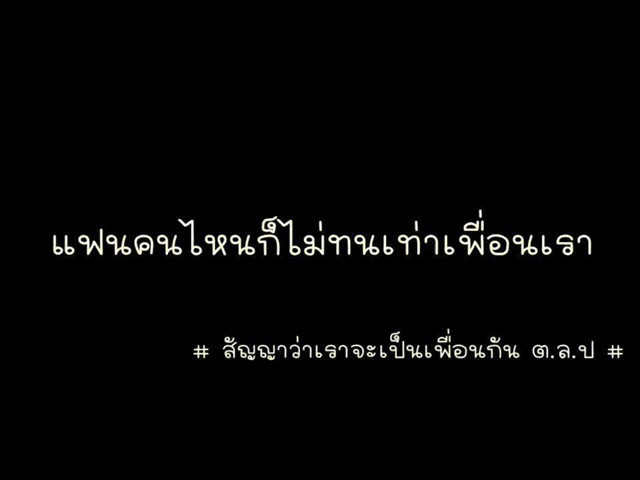 แฟนคนไหนก็ไม่ทนเท่าเพื่อนเรา
# สัญญาว่าเราจะเป็นเพื่อนกัน ต.ล.ป #